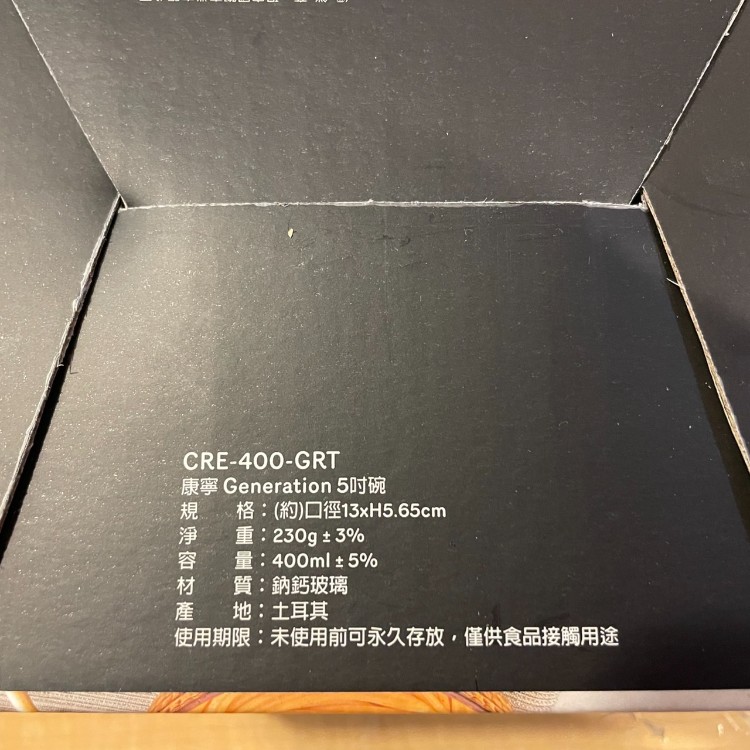 CRE-400-GRT
康寧 Generation 5吋碗
規 格：(約)口徑13xH5.65cm
淨 重：230g ± 3%
容 量：400ml ± 5%
材 質：鈉鈣玻璃
產 地：土耳其
使用期限：未使用前可永久存放，僅供食品接觸用途